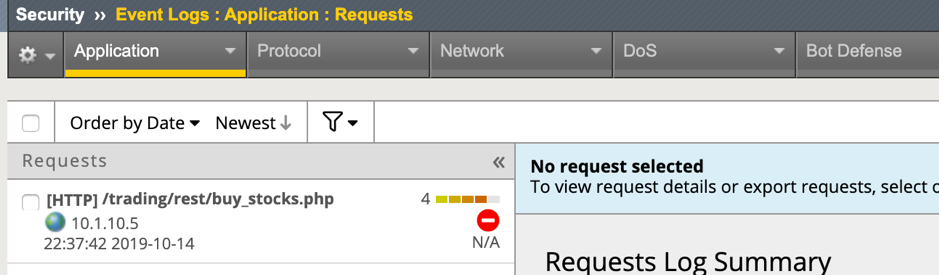 Security ›› Event Logs : Application : Requests
Application Protocol Network DoS Bot Defense
Order by Date Newest
Requests «
No request selected
To view request details or export requests, select
[HTTP] /trading/rest/buy_stocks.php 4
10.1.10.5
22:37:42 2019-10-14 N/A
Requests Log Summary